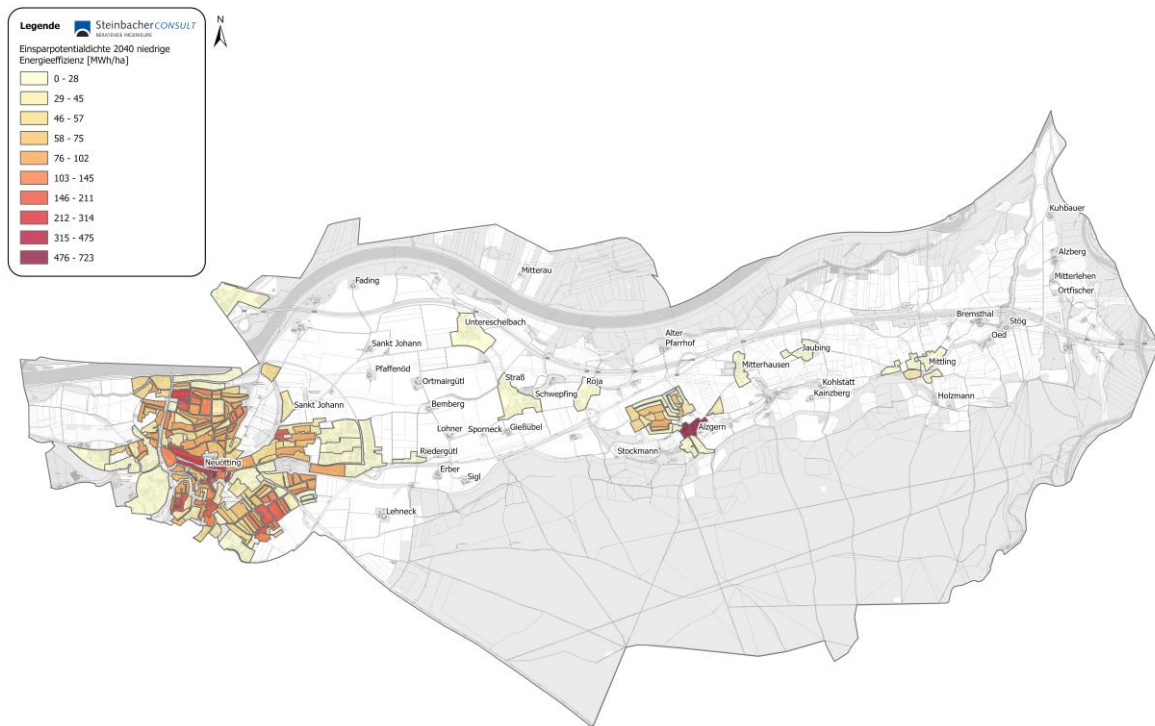 Legende
SteinbacherCONSULT
BERATENDE INGENIEURE
N
Einsparpotentialdichte 2040 niedrige
Energieeffizienz [MWh/ha]
0 - 28
29 - 45
46 - 57
58 - 75
76 - 102
103 - 145
146 - 211
212 - 314
315 - 475
476 - 723
Kuhbauer
Alzberg
Mitterau
Mitterlehen
Fading
Ortfischer
Untereschelbach
Bremsthal
Stög
Alter
Pfarrhof
Oed
Sankt Johann
Jaubing
Mittling
Mitterhausen
Pfaffenöd
Ortmairgütl
Straß
Schwepfing
Röja
Kohlstatt
Kainzberg
Holzmann
Sankt Johann
Bemberg
Lohner
Sporneck
Gießübel
Alzgern
Riedergütl
Stockmann
Neuötting
Erber
Sigl
Lehneck